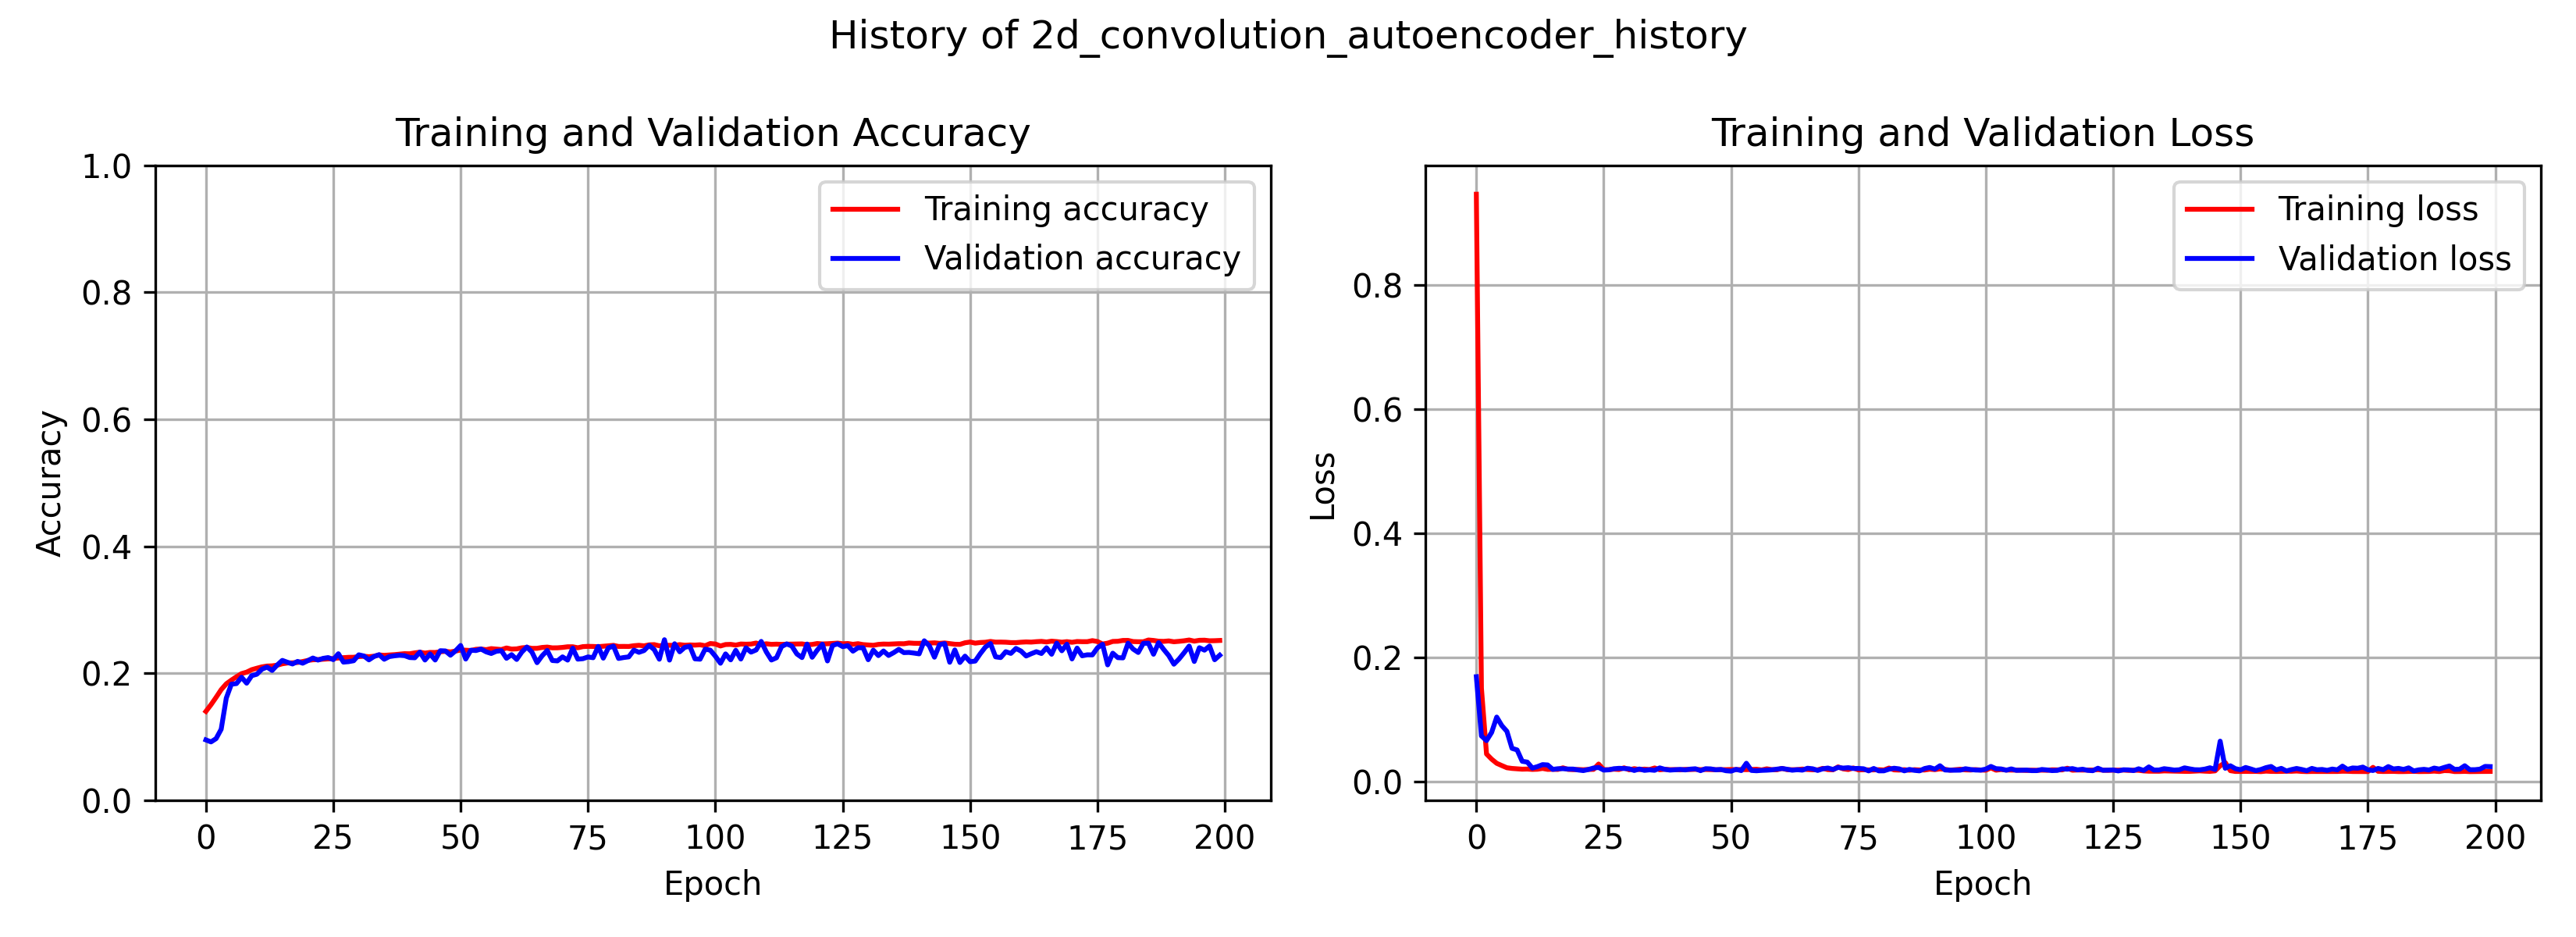 History of 2d_convolution_autoencoder_history
Training and Validation Accuracy
1.0
0.8
0.6
0.4
0.2
0.0
Accuracy
Training accuracy
Validation accuracy
0 25 50 75 100 125 150 175 200
Epoch
Training and Validation Loss
0.8
0.6
0.4
0.2
0.0
Loss
Training loss
Validation loss
0 25 50 75 100 125 150 175 200
Epoch